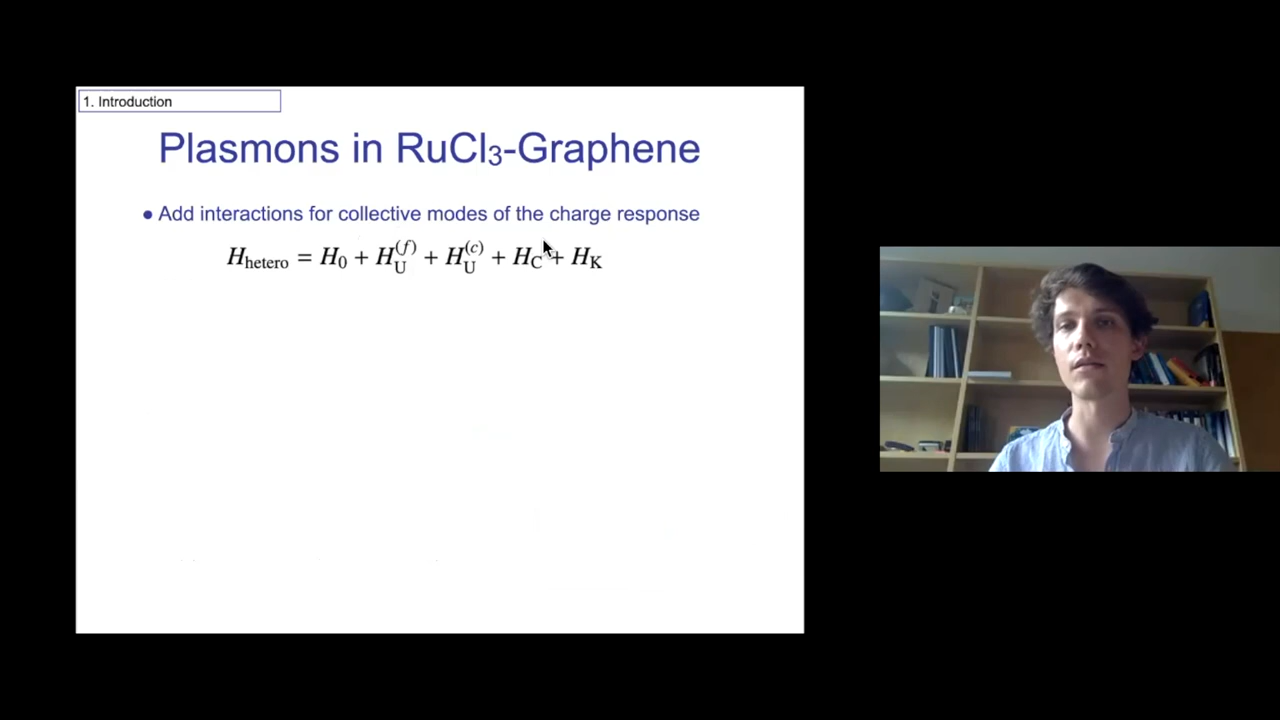 1. Introduction
Plasmons in RuCl₃-Graphene
• Add interactions for collective modes of the charge response
H_hetero = H_0 + H_U^(f) + H_U^(c) + H_C + H_K